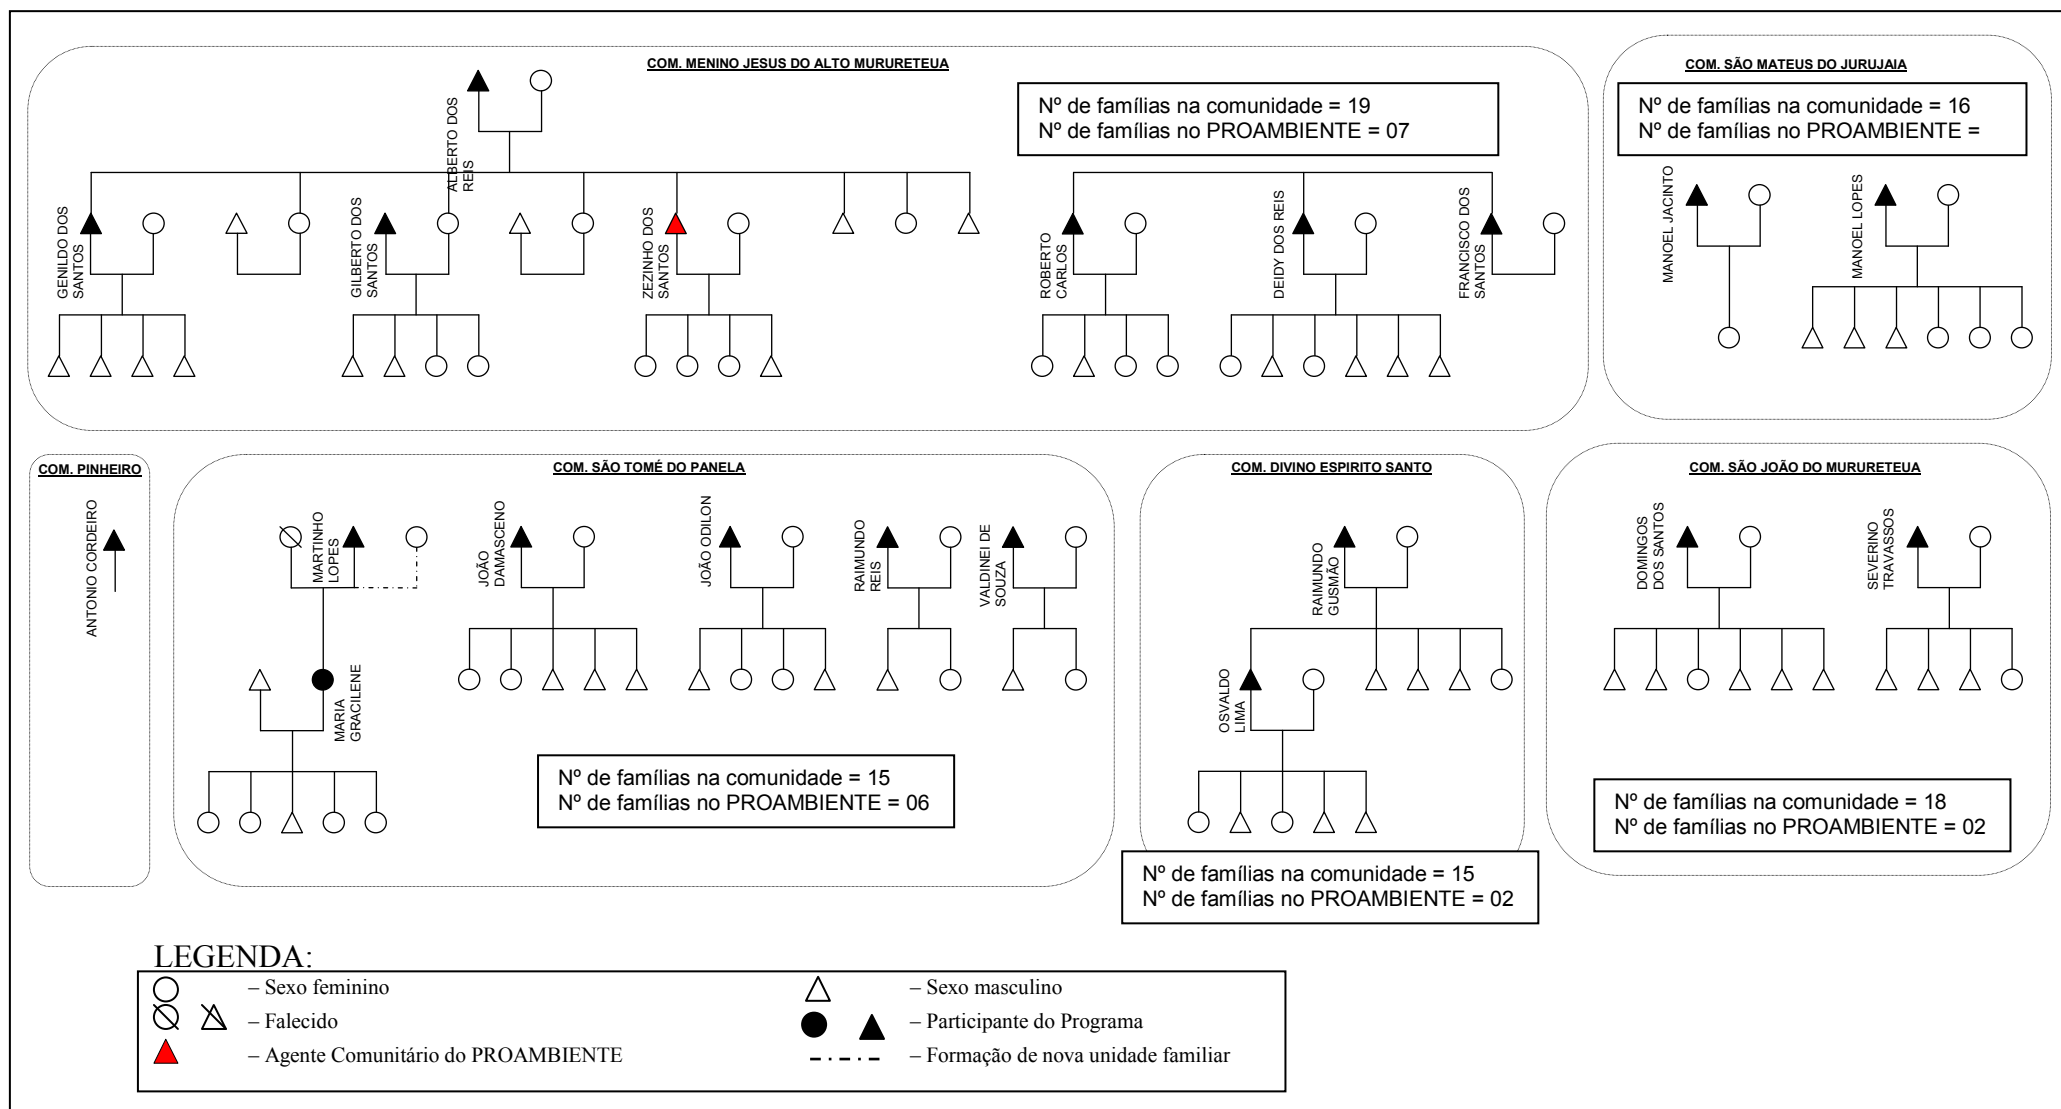 COM. MENINO JESUS DO ALTO MURURETEUA
ALBERTO DOS
REIS
Nº de famílias na comunidade = 19
Nº de famílias no PROAMBIENTE = 07
GENILDO DOS
SANTOS
GILBERTO DOS
SANTOS
ZEZINHO DOS
SANTOS
ROBERTO
CARLOS
DEIDY DOS REIS
FRANCISCO DOS
SANTOS
COM. SÃO MATEUS DO JURUJAIA
Nº de famílias na comunidade = 16
Nº de famílias no PROAMBIENTE =
MANOEL JACINTO
MANOEL LOPES
COM. PINHEIRO
ANTONIO CORDEIRO
COM. SÃO TOMÉ DO PANELA
MARTINHO
LOPES
JOÃO
DAMASCENO
JOÃO ODILON
RAIMUNDO
REIS
VALDINEI DE
SOUZA
MARIA
GRACILENE
Nº de famílias na comunidade = 15
Nº de famílias no PROAMBIENTE = 06
COM. DIVINO ESPIRITO SANTO
RAIMUNDO
GUSMÃO
OSVALDO
LIMA
Nº de famílias na comunidade = 15
Nº de famílias no PROAMBIENTE = 02
COM. SÃO JOÃO DO MURURETEUA
DOMINGOS
DOS SANTOS
SEVERINO
TRAVASSOS
Nº de famílias na comunidade = 18
Nº de famílias no PROAMBIENTE = 02
LEGENDA:
– Sexo feminino
– Sexo masculino
– Falecido
– Participante do Programa
– Agente Comunitário do PROAMBIENTE
– Formação de nova unidade familiar